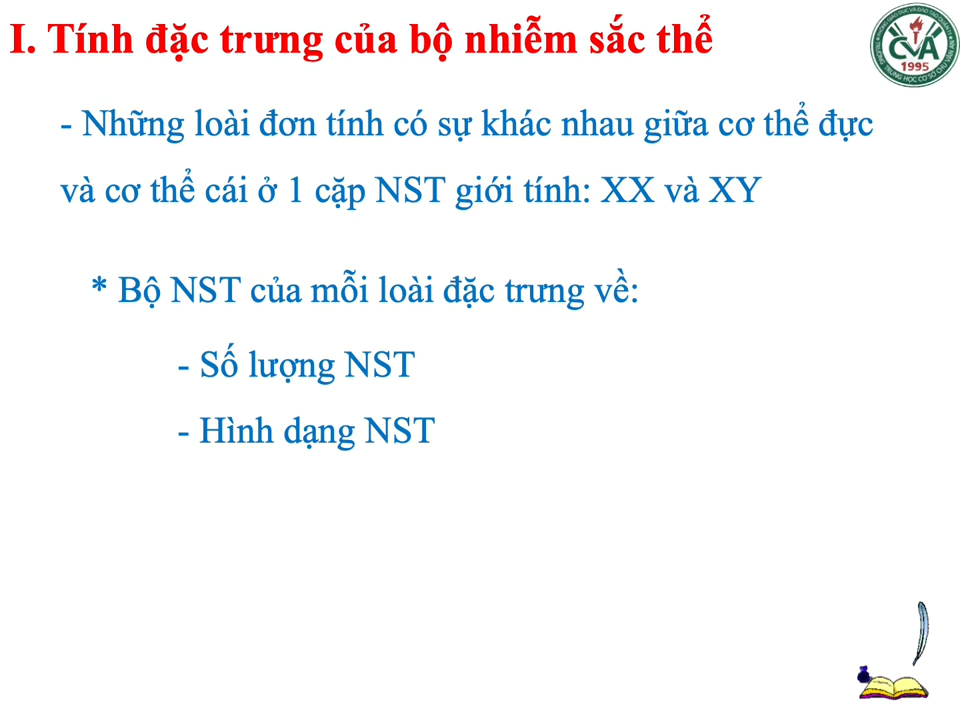 I. Tính đặc trưng của bộ nhiễm sắc thể
CVA
1995
- Những loài đơn tính có sự khác nhau giữa cơ thể đực
và cơ thể cái ở 1 cặp NST giới tính: XX và XY
* Bộ NST của mỗi loài đặc trưng về:
- Số lượng NST
- Hình dạng NST